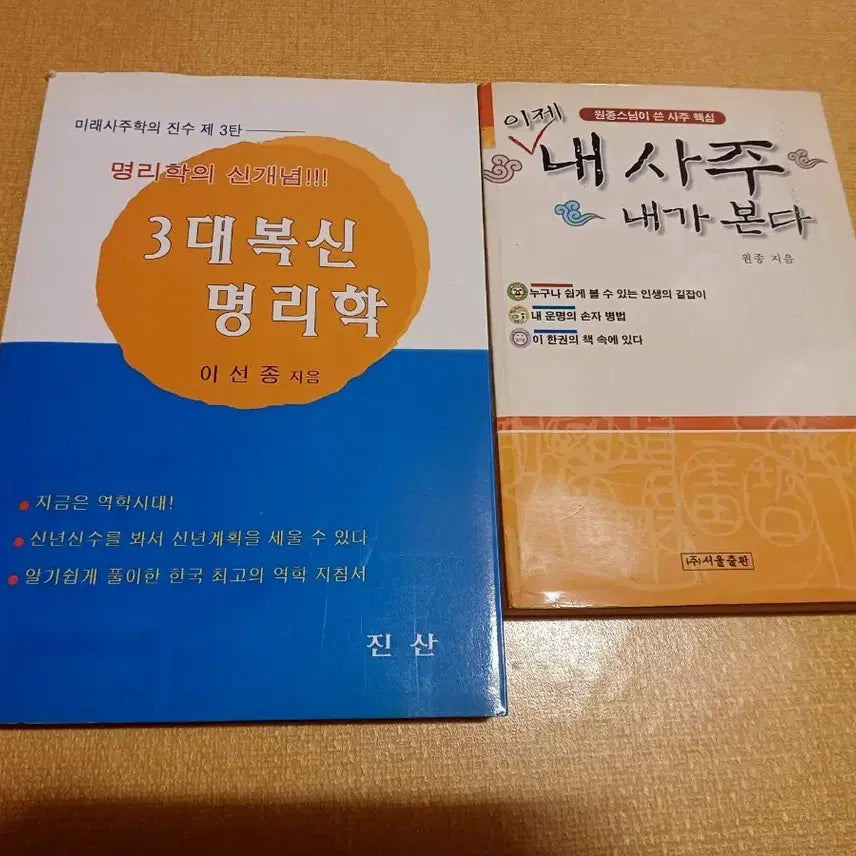 미래사주학의 진수 제 3탄
명리학의 신개념!!!
3대복신
명리학
이 선 종 지음
지금은 역학시대!
신년신수를 봐서 신년계획을 세울 수 있다
알기쉽게 풀이한 한국 최고의 역학 지침서
진 산
원종스님이 쓴 사주 핵심
이제
내 사주
내가 본다
원종 지음
누구나 쉽게 볼 수 있는 인생의 길잡이
내 운명의 손자 병법
이 한권의 책 속에 있다
(주)서울출판